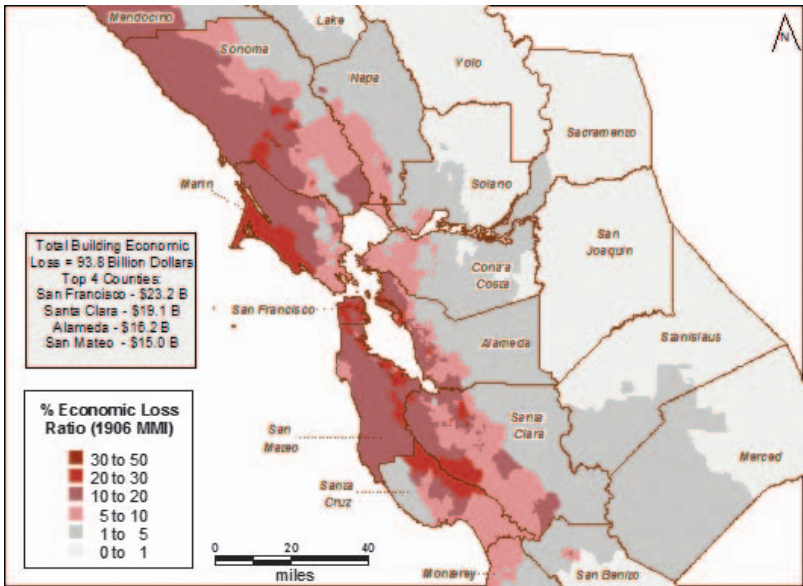 Mendocino
Lake
Sonoma
Napa
Yolo
N
Sacramenzo
Solano
Marin
San
Joaquin
Total Building Economic
Loss = 93.8 Billion Dollars
Top 4 Counties:
San Francisco - $23.2 B
Santa Clara - $19.1 B
Alameda - $16.2 B
San Mateo - $15.0 B
Contra
Costa
San Francisco
Alameda
Stanislaus
% Economic Loss
Ratio (1906 MMI)
30 to 50
20 to 30
10 to 20
5 to 10
1 to 5
0 to 1
San
Mateo
Santa
Clara
Merced
Santa
Cruz
0 20 40
miles
Monterey
San Benizo